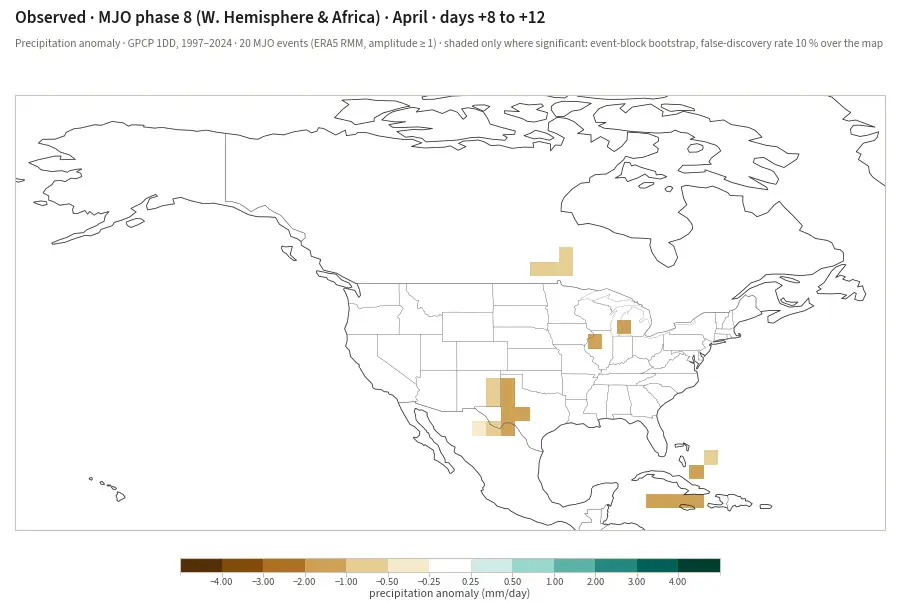 Observed · MJO phase 8 (W. Hemisphere & Africa) · April · days +8 to +12
Precipitation anomaly · GPCP 1DD, 1997–2024 · 20 MJO events (ERA5 RMM, amplitude ≥ 1) · shaded only where significant: event-block bootstrap, false-discovery rate 10 % over the map
−4.00 −3.00 −2.00 −1.00 −0.50 −0.25 0.25 0.50 1.00 2.00 3.00 4.00
precipitation anomaly (mm/day)